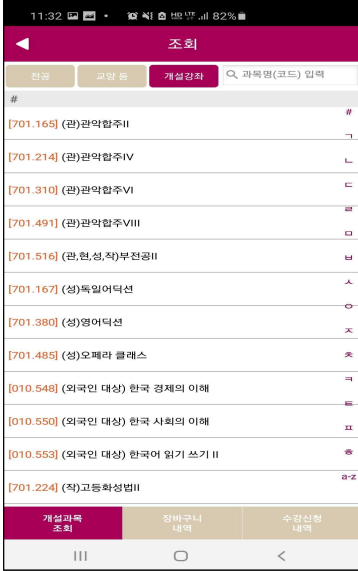 11:32 82%
조회
전공 교양 등 개설강좌 과목명(코드) 입력
#
[701.165] (관)관악합주II
[701.214] (관)관악합주IV
[701.310] (관)관악합주VI
[701.491] (관)관악합주VIII
[701.516] (관,현,성,작)부전공II
[701.167] (성)독일어딕션
[701.380] (성)영어딕션
[701.485] (성)오페라 클래스
[010.548] (외국인 대상) 한국 경제의 이해
[010.550] (외국인 대상) 한국 사회의 이해
[010.553] (외국인 대상) 한국어 읽기 쓰기 II
[701.224] (작)고등화성법II
#
ㄱ
ㄴ
ㄷ
ㄹ
ㅁ
ㅂ
ㅅ
ㅇ
ㅈ
ㅊ
ㅋ
ㅌ
ㅍ
ㅎ
a-z
개설과목
조회
장바구니
내역
수강신청
내역